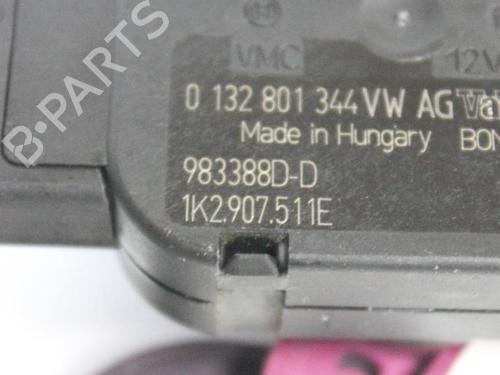 VMC 12V
0 132 801 344 VW AG
Made in Hungary
983388D-D
1K2.907.511E
B-PARTS